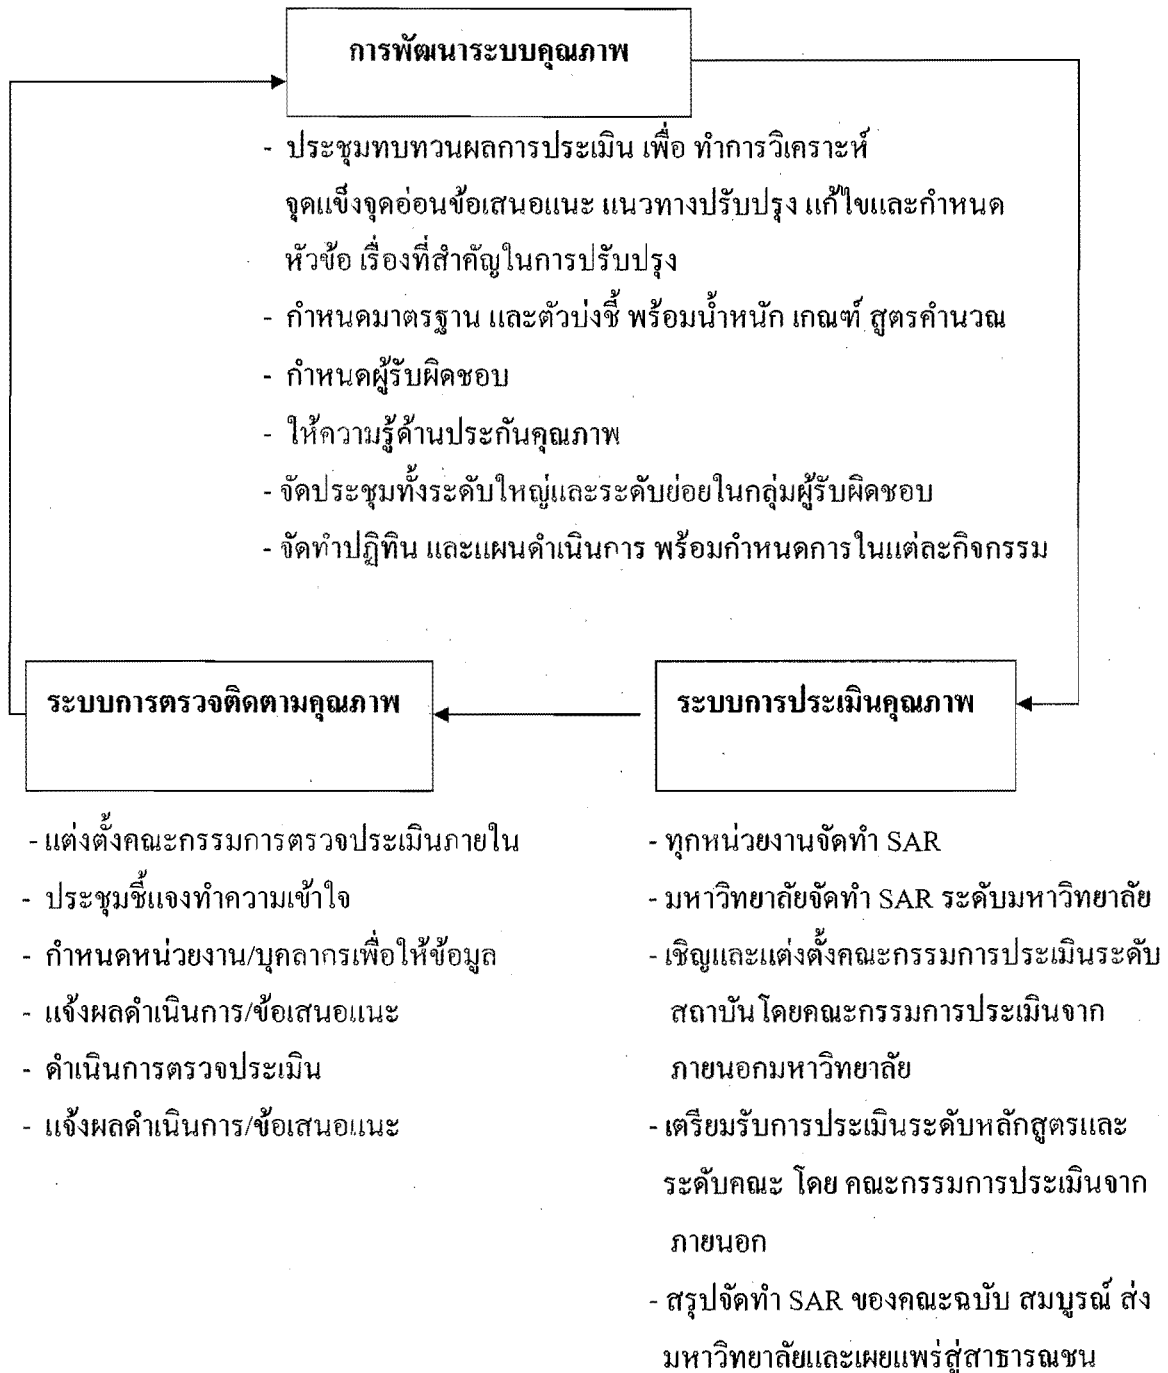 การพัฒนาระบบคุณภาพ
- ประชุมทบทวนผลการประเมิน เพื่อ ทำการวิเคราะห์
จุดแข็งจุดอ่อนข้อเสนอแนะ แนวทางปรับปรุง แก้ไขและกำหนด
หัวข้อ เรื่องที่สำคัญในการปรับปรุง
- กำหนดมาตรฐาน และตัวบ่งชี้ พร้อมน้ำหนัก เกณฑ์ สูตรคำนวณ
- กำหนดผู้รับผิดชอบ
- ให้ความรู้ด้านประกันคุณภาพ
- จัดประชุมทั้งระดับใหญ่และระดับย่อยในกลุ่มผู้รับผิดชอบ
- จัดทำปฏิทิน และแผนดำเนินการ พร้อมกำหนดการในแต่ละกิจกรรม
ระบบการตรวจติดตามคุณภาพ
- แต่งตั้งคณะกรรมการตรวจประเมินภายใน
- ประชุมชี้แจงทำความเข้าใจ
- กำหนดหน่วยงาน/บุคลากรเพื่อให้ข้อมูล
- แจ้งผลดำเนินการ/ข้อเสนอแนะ
- ดำเนินการตรวจประเมิน
- แจ้งผลดำเนินการ/ข้อเสนอแนะ
ระบบการประเมินคุณภาพ
- ทุกหน่วยงานจัดทำ SAR
- มหาวิทยาลัยจัดทำ SAR ระดับมหาวิทยาลัย
- เชิญและแต่งตั้งคณะกรรมการประเมินระดับ
สถาบันโดยคณะกรรมการประเมินจาก
ภายนอกมหาวิทยาลัย
- เตรียมรับการประเมินระดับหลักสูตรและ
ระดับคณะ โดย คณะกรรมการประเมินจาก
ภายนอก
- สรุปจัดทำ SAR ของคณะฉบับ สมบูรณ์ ส่ง
มหาวิทยาลัยและเผยแพร่สู่สาธารณชน